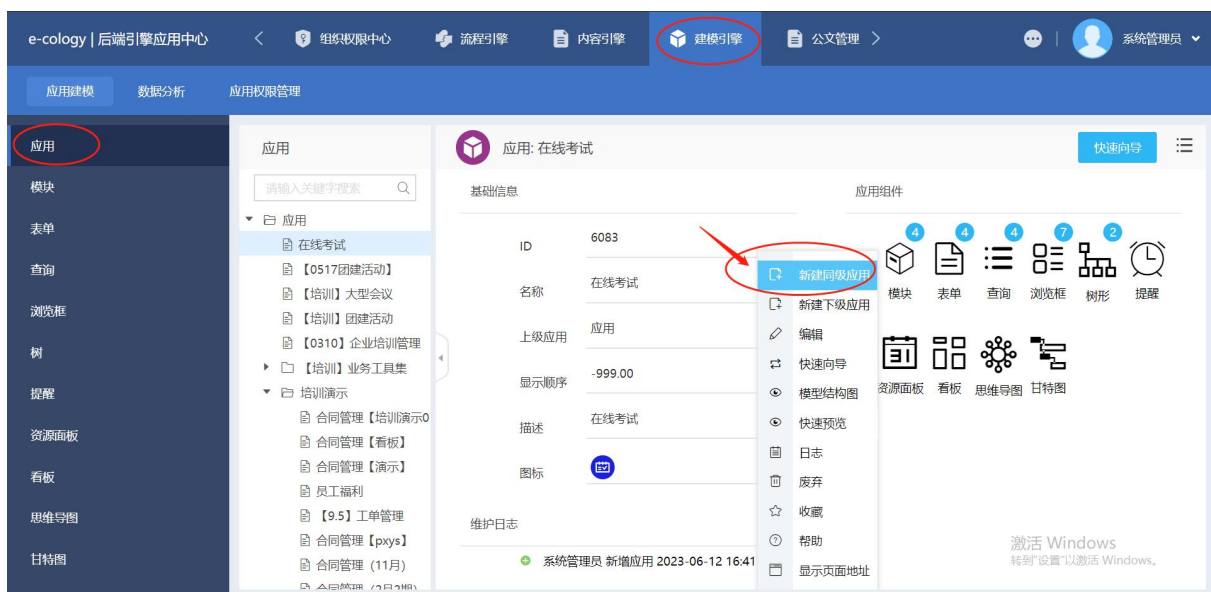 e-cology | 后端引擎应用中心 组织权限中心 流程引擎 内容引擎 建模引擎 公文管理 系统管理员
应用建模 数据分析 应用权限管理
应用
模块
表单
查询
浏览框
树
提醒
资源面板
看板
思维导图
甘特图
应用
请输入关键字搜索
应用
在线考试
【0517团建活动】
【培训】大型会议
【培训】团建活动
【0310】企业培训管理
【培训】业务工具集
培训演示
合同管理【培训演示0
合同管理【看板】
合同管理【演示】
员工福利
【9.5】工单管理
合同管理【pxys】
合同管理 (11月)
合同管理 (2月2期)
应用: 在线考试 快速向导
基础信息
ID 6083
名称 在线考试
上级应用 应用
显示顺序 -999.00
描述 在线考试
图标
维护日志
系统管理员 新增应用 2023-06-12 16:41
新建同级应用
新建下级应用
编辑
快速向导
模型结构图
快速预览
日志
废弃
收藏
帮助
显示页面地址
应用组件
4 4 4 7 2
模块 表单 查询 浏览框 树形 提醒
资源面板 看板 思维导图 甘特图
激活 Windows
转到"设置"以激活 Windows。